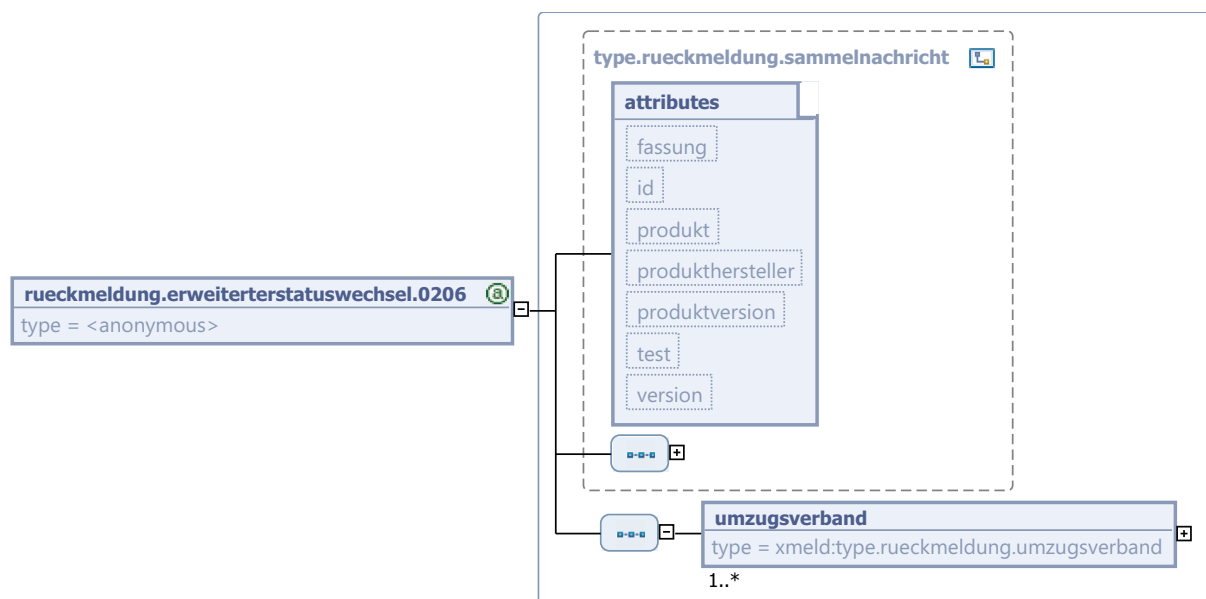 type.rueckmeldung.sammelnachricht
attributes
fassung
id
produkt
produkthersteller
produktversion
test
version
rueckmeldung.erweiterterstatuswechsel.0206 @
type = <anonymous>
umzugsverband
type = xmeld:type.rueckmeldung.umzugsverband
1..*